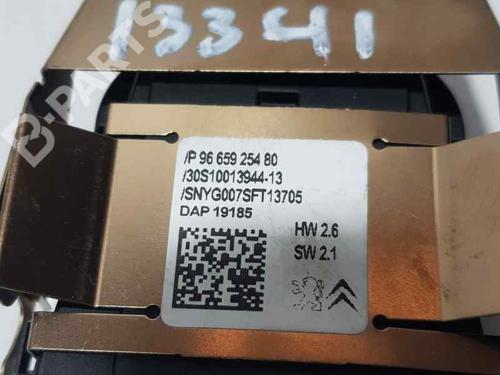 13341
B-PARTS
/P 96 659 254 80
/30S10013944-13
/SNYG007SFT13705
DAP 19185
HW 2.6
SW 2.1